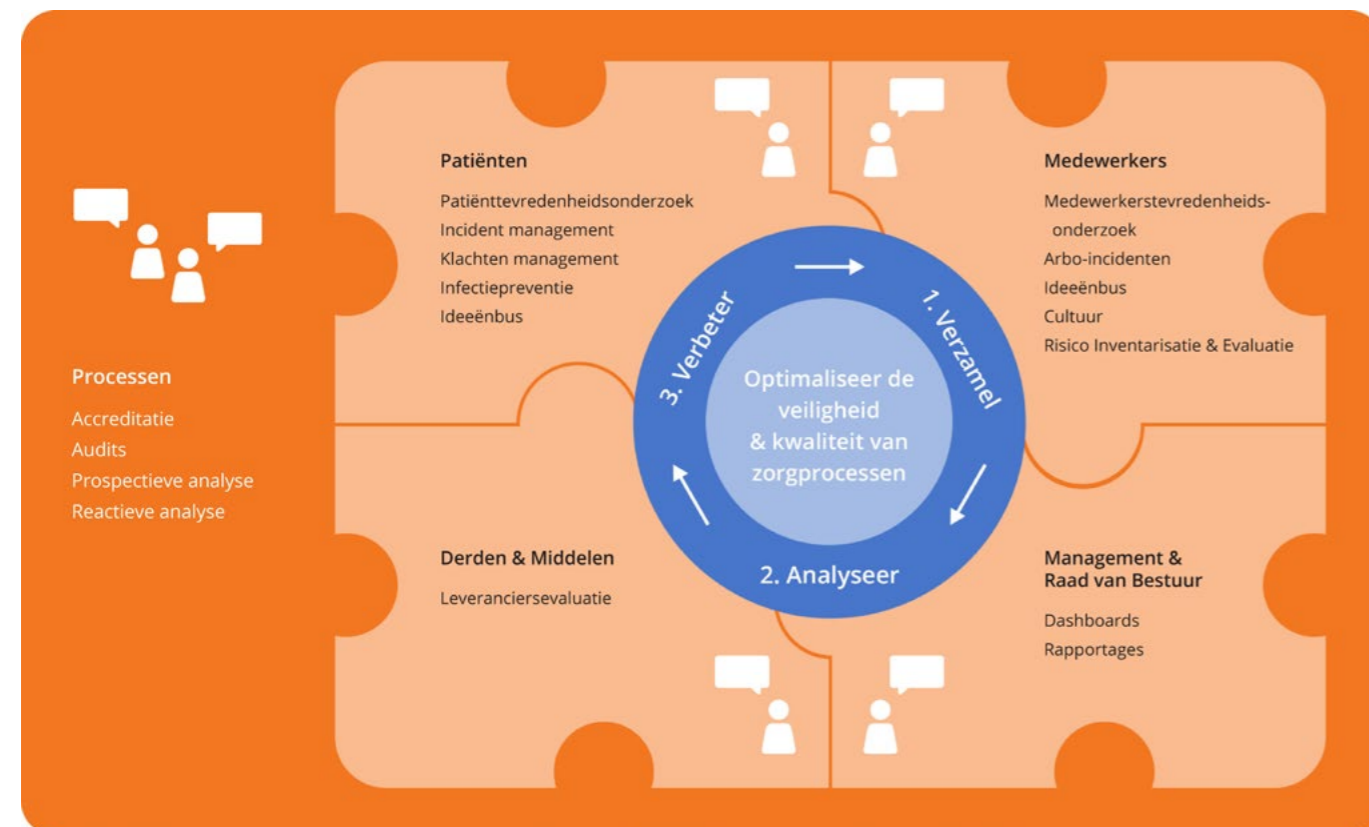 Processen
Accreditatie
Audits
Prospectieve analyse
Reactieve analyse
Patiënten
Patiënttevredenheidsonderzoek
Incident management
Klachten management
Infectiepreventie
Ideeënbus
Medewerkers
Medewerkerstevredenheids-
onderzoek
Arbo-incidenten
Ideeënbus
Cultuur
Risico Inventarisatie & Evaluatie
1. Verzamel
2. Analyseer
3. Verbeter
Optimaliseer de
veiligheid
& kwaliteit van
zorgprocessen
Derden & Middelen
Leveranciersevaluatie
Management &
Raad van Bestuur
Dashboards
Rapportages